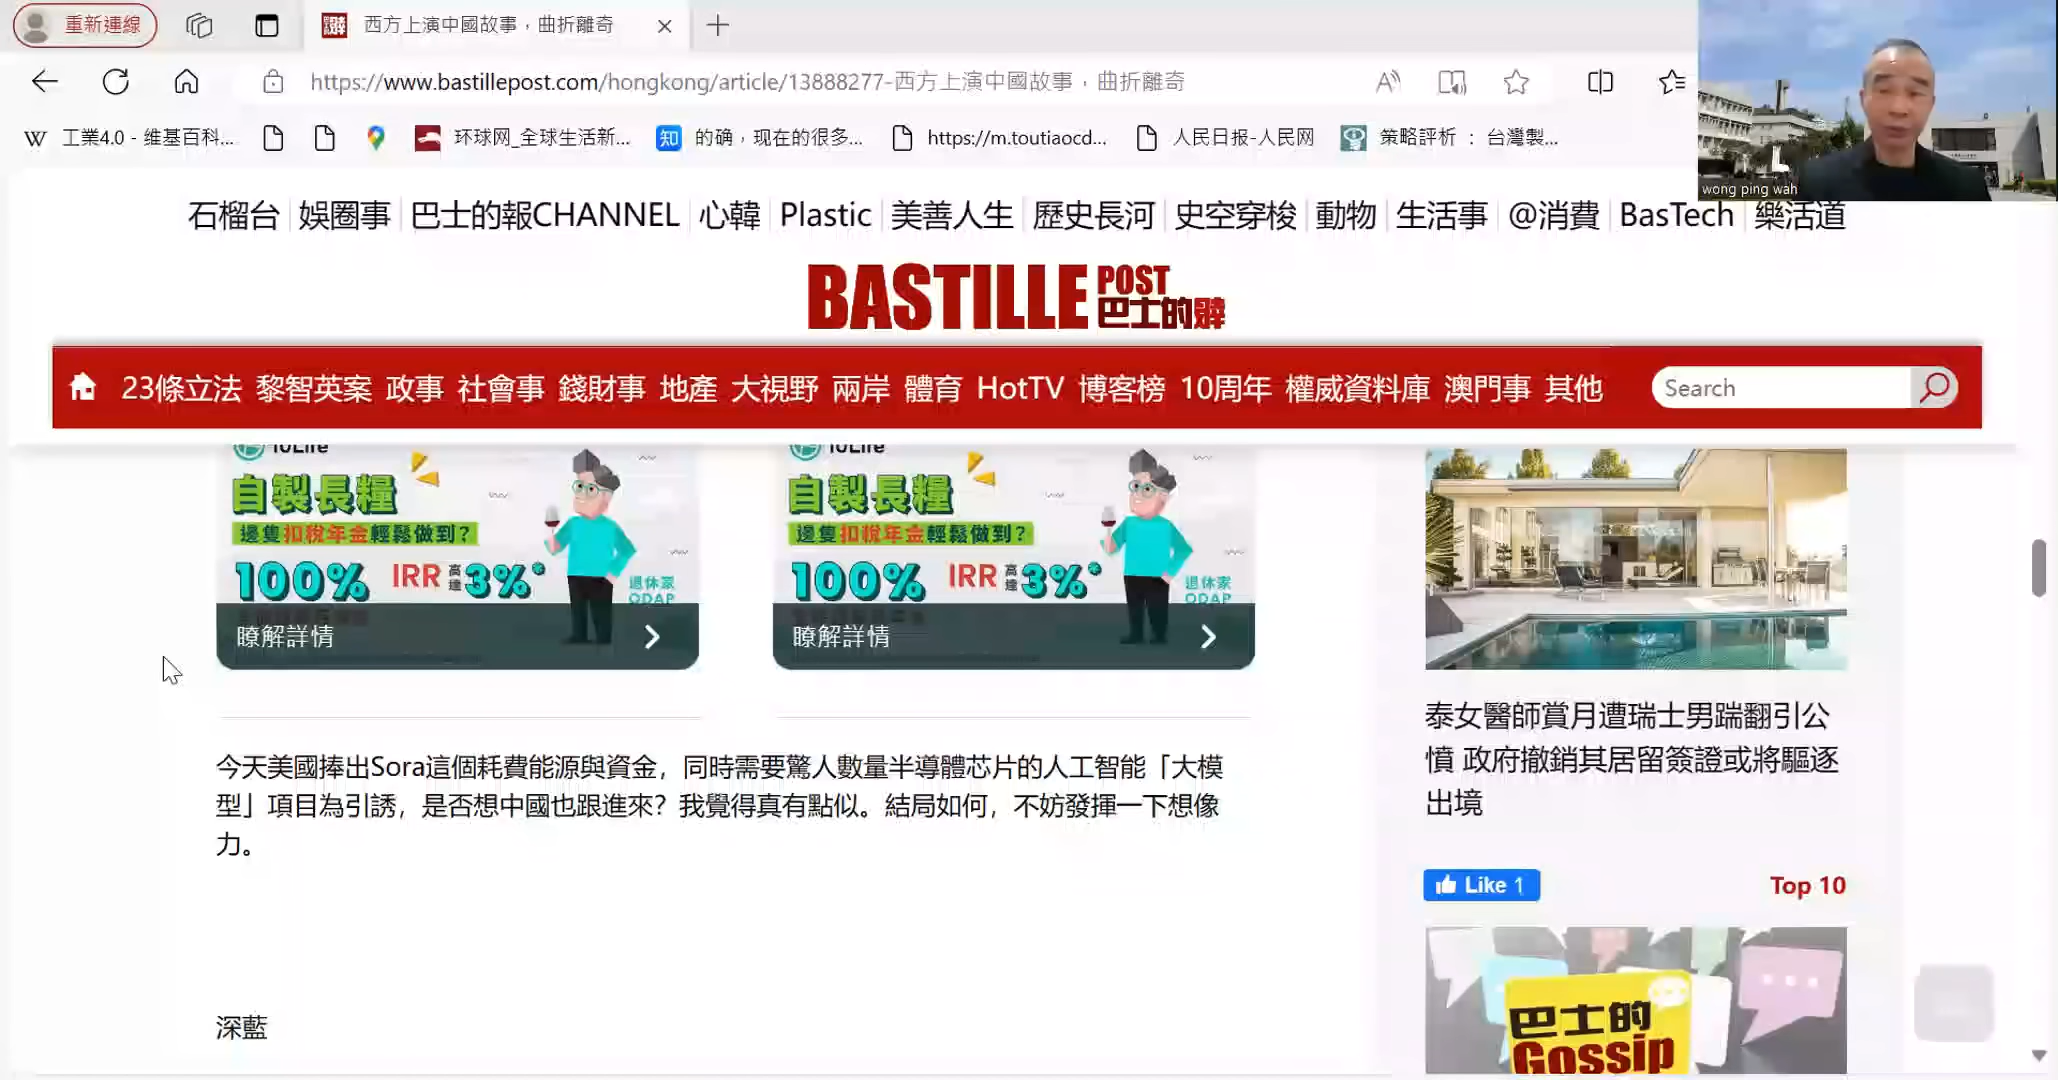 重新連線
西方上演中國故事，曲折離奇
https://www.bastillepost.com/hongkong/article/13888277-西方上演中國故事，曲折離奇
工業4.0 - 维基百科...
环球网_全球生活新...
知 的确，现在的很多...
https://m.toutiaocd...
人民日报-人民网
策略評析 ： 台灣製...
wong ping wah
石榴台 娛圈事 巴士的報CHANNEL 心韓 Plastic 美善人生 歷史長河 史空穿梭 動物 生活事 @消費 BasTech 樂活道
BASTILLE POST 巴士的報
23條立法 黎智英案 政事 社會事 錢財事 地產 大視野 兩岸 體育 HotTV 博客榜 10周年 權威資料庫 澳門事 其他 Search
自製長糧
邊隻扣稅年金輕鬆做到?
100% IRR 高達 3%*
退休家
QDAP
瞭解詳情
自製長糧
邊隻扣稅年金輕鬆做到?
100% IRR 高達 3%*
退休家
QDAP
瞭解詳情
今天美國捧出Sora這個耗費能源與資金，同時需要驚人數量半導體芯片的人工智能「大模
型」項目為引誘，是否想中國也跟進來？我覺得真有點似。結局如何，不妨發揮一下想像
力。
深藍
泰女醫師賞月遭瑞士男踹翻引公
憤 政府撤銷其居留簽證或將驅逐
出境
Like 1
Top 10
巴士的
Gossip